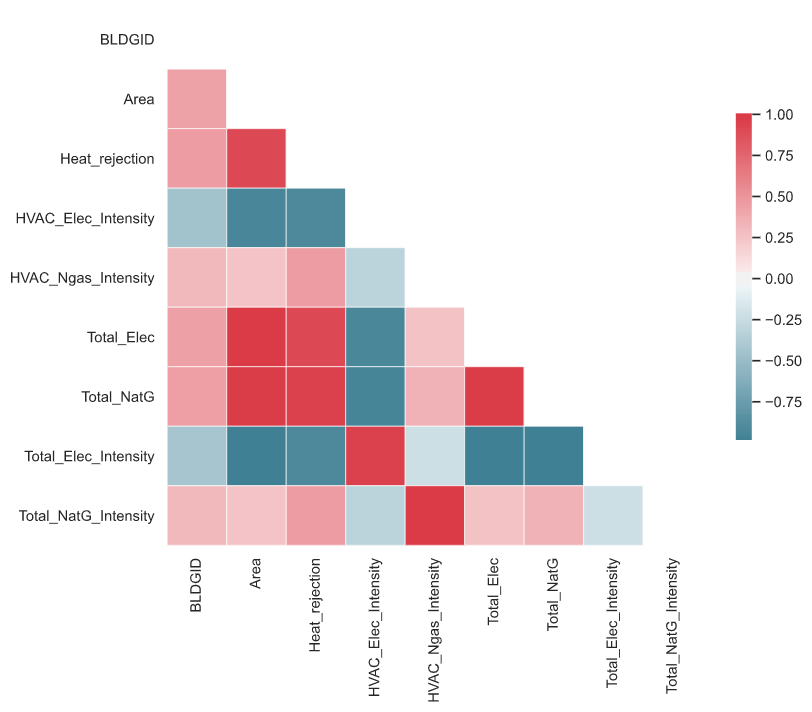 BLDGID
Area
Heat_rejection
HVAC_Elec_Intensity
HVAC_Ngas_Intensity
Total_Elec
Total_NatG
Total_Elec_Intensity
Total_NatG_Intensity
BLDGID
Area
Heat_rejection
HVAC_Elec_Intensity
HVAC_Ngas_Intensity
Total_Elec
Total_NatG
Total_Elec_Intensity
Total_NatG_Intensity
1.00
0.75
0.50
0.25
0.00
−0.25
−0.50
−0.75